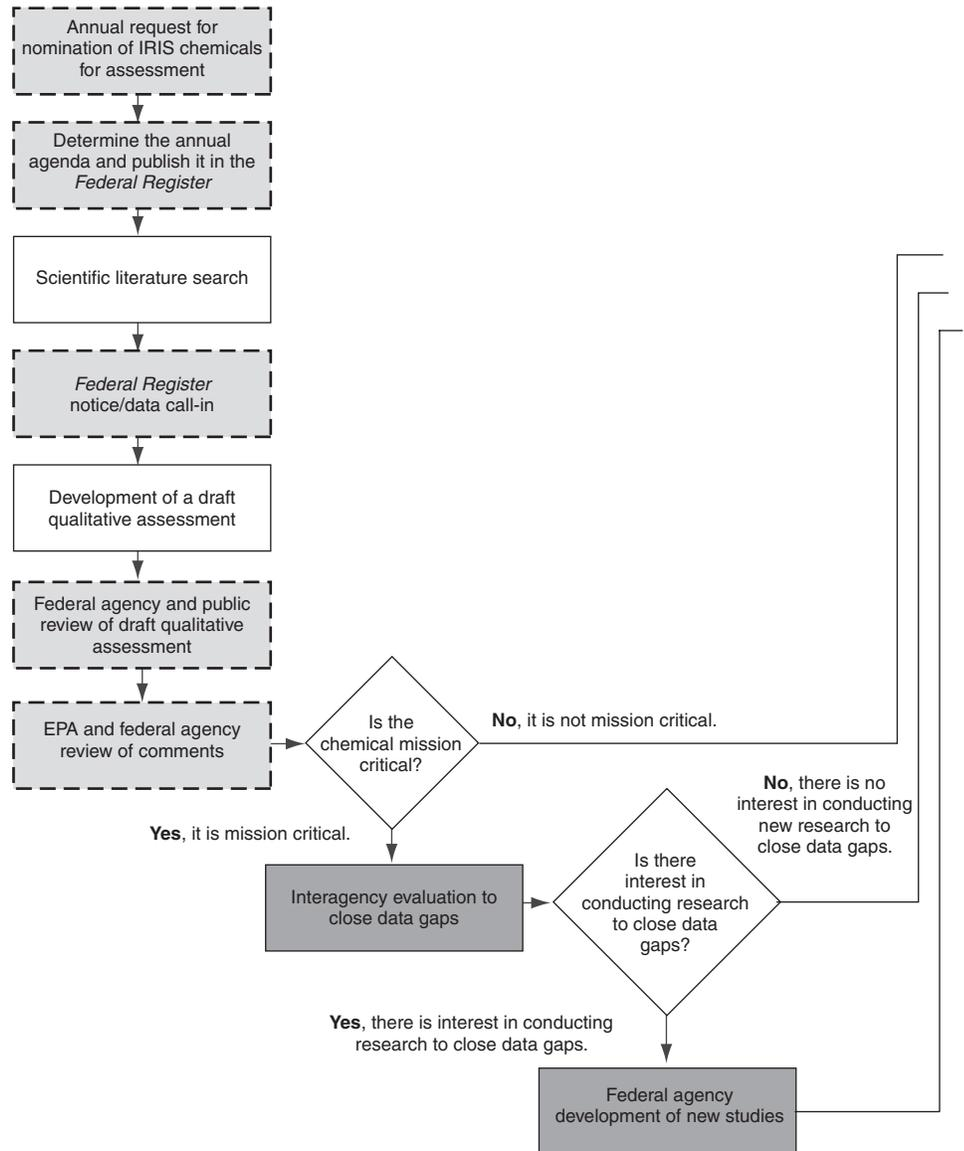 Annual request for
nomination of IRIS chemicals
for assessment
Determine the annual
agenda and publish it in the
Federal Register
Scientific literature search
Federal Register
notice/data call-in
Development of a draft
qualitative assessment
Federal agency and public
review of draft qualitative
assessment
EPA and federal agency
review of comments
Is the
chemical mission
critical?
No, it is not mission critical.
Yes, it is mission critical.
Interagency evaluation to
close data gaps
Is there
interest in
conducting research
to close data
gaps?
No, there is no
interest in conducting
new research to
close data gaps.
Yes, there is interest in conducting
research to close data gaps.
Federal agency
development of new studies